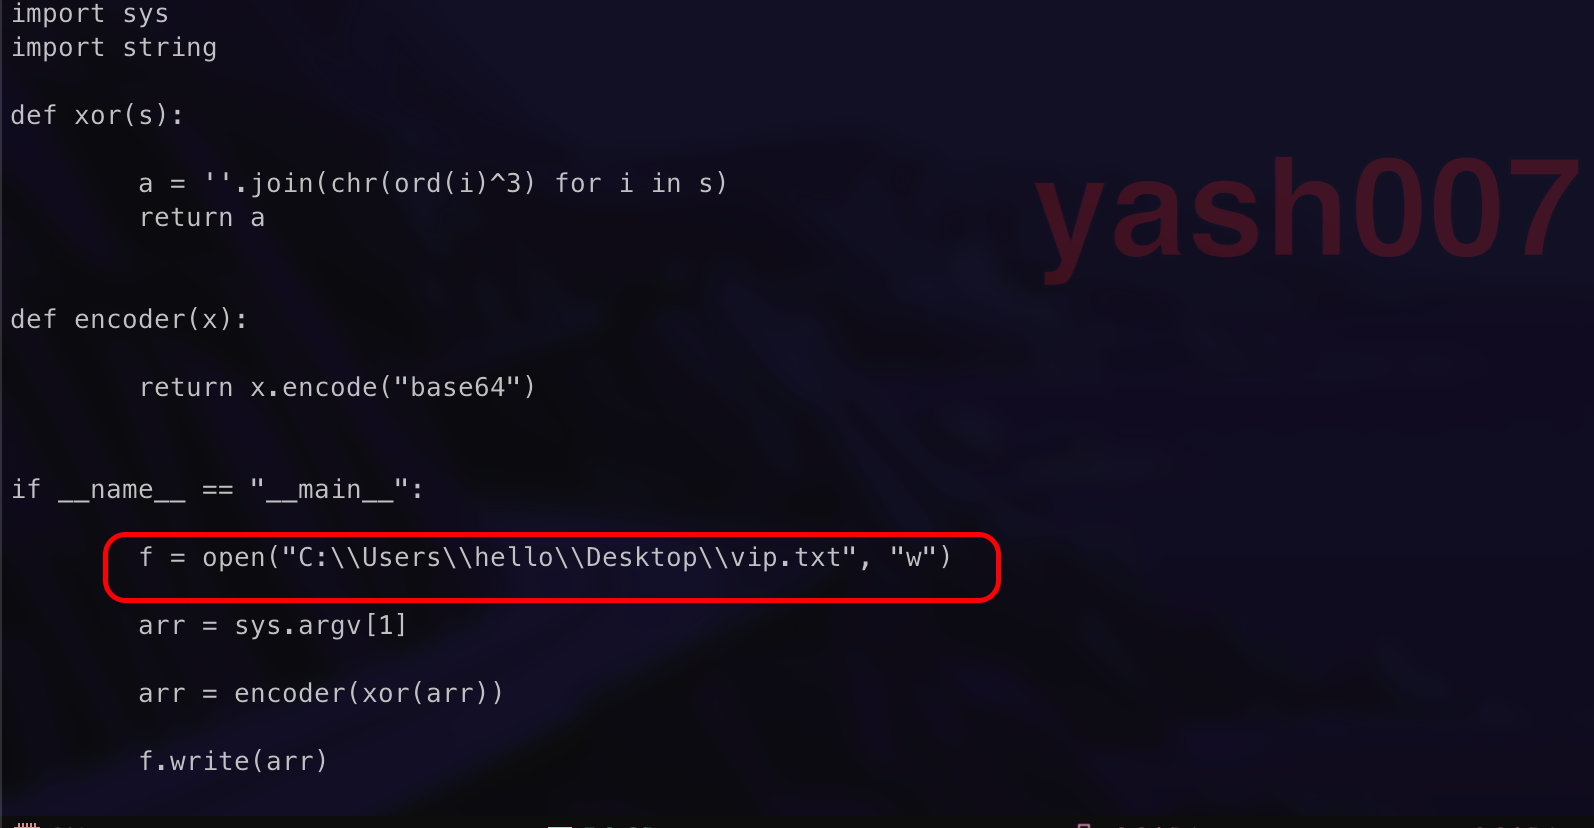 import sys
import string
def xor(s):
a = ''.join(chr(ord(i)^3) for i in s)
return a
yash007
def encoder(x):
return x.encode("base64")
if __name__ == "__main__":
f = open("C:\\Users\\hello\\Desktop\\vip.txt", "w")
arr = sys.argv[1]
arr = encoder(xor(arr))
f.write(arr)